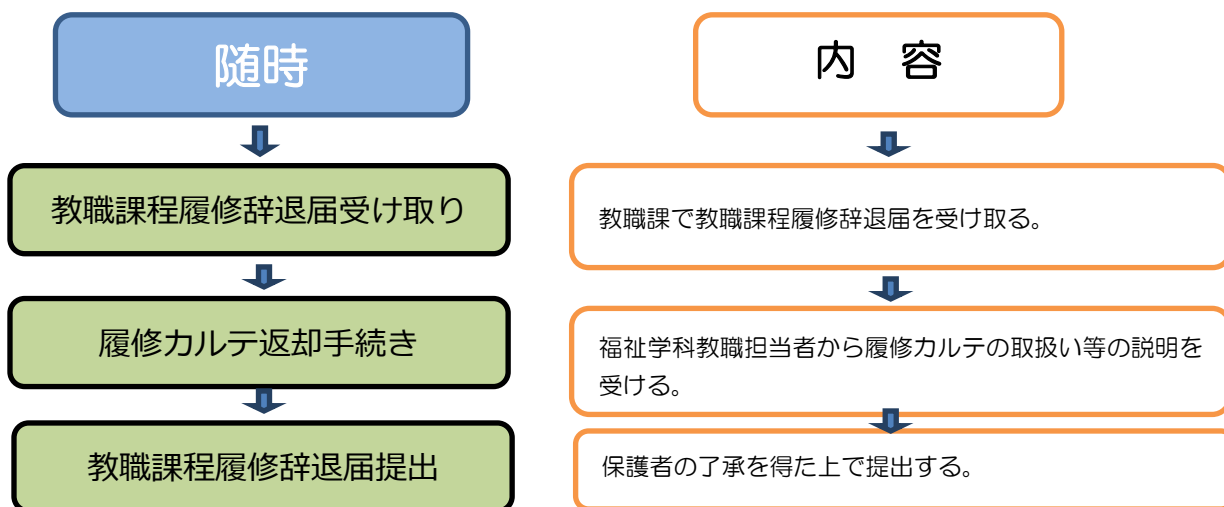 随時
内　容
教職課程履修辞退届受け取り
教職課で教職課程履修辞退届を受け取る。
履修カルテ返却手続き
福祉学科教職担当者から履修カルテの取扱い等の説明を
受ける。
教職課程履修辞退届提出
保護者の了承を得た上で提出する。